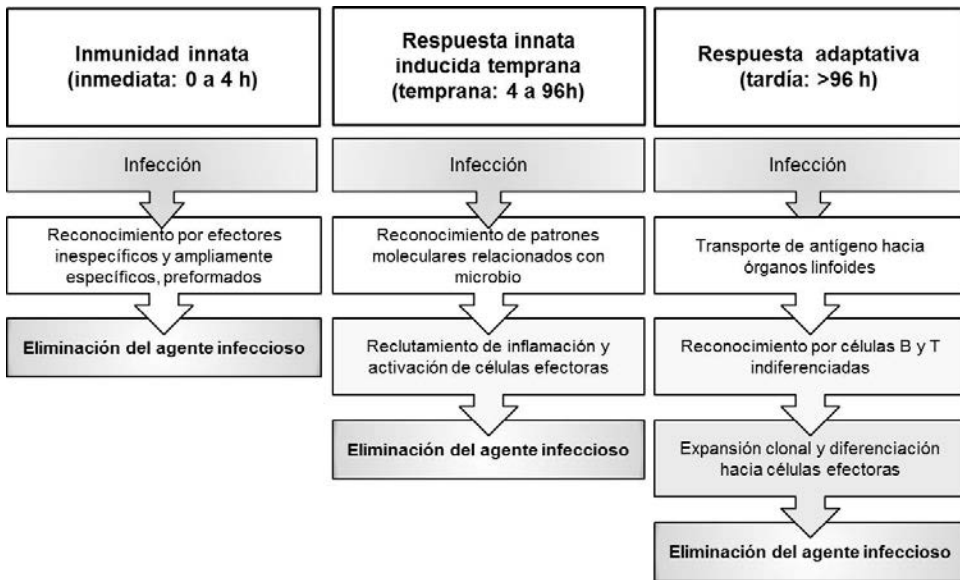 Inmunidad innata
(inmediata: 0 a 4 h)
Infección
Reconocimiento por efectores
inespecíficos y ampliamente
específicos, preformados
Eliminación del agente infeccioso
Respuesta innata
inducida temprana
(temprana: 4 a 96h)
Infección
Reconocimiento de patrones
moleculares relacionados con
microbio
Reclutamiento de inflamación y
activación de células efectoras
Eliminación del agente infeccioso
Respuesta adaptativa
(tardía: >96 h)
Infección
Transporte de antígeno hacia
órganos linfoides
Reconocimiento por células B y T
indiferenciadas
Expansión clonal y diferenciación
hacia células efectoras
Eliminación del agente infeccioso